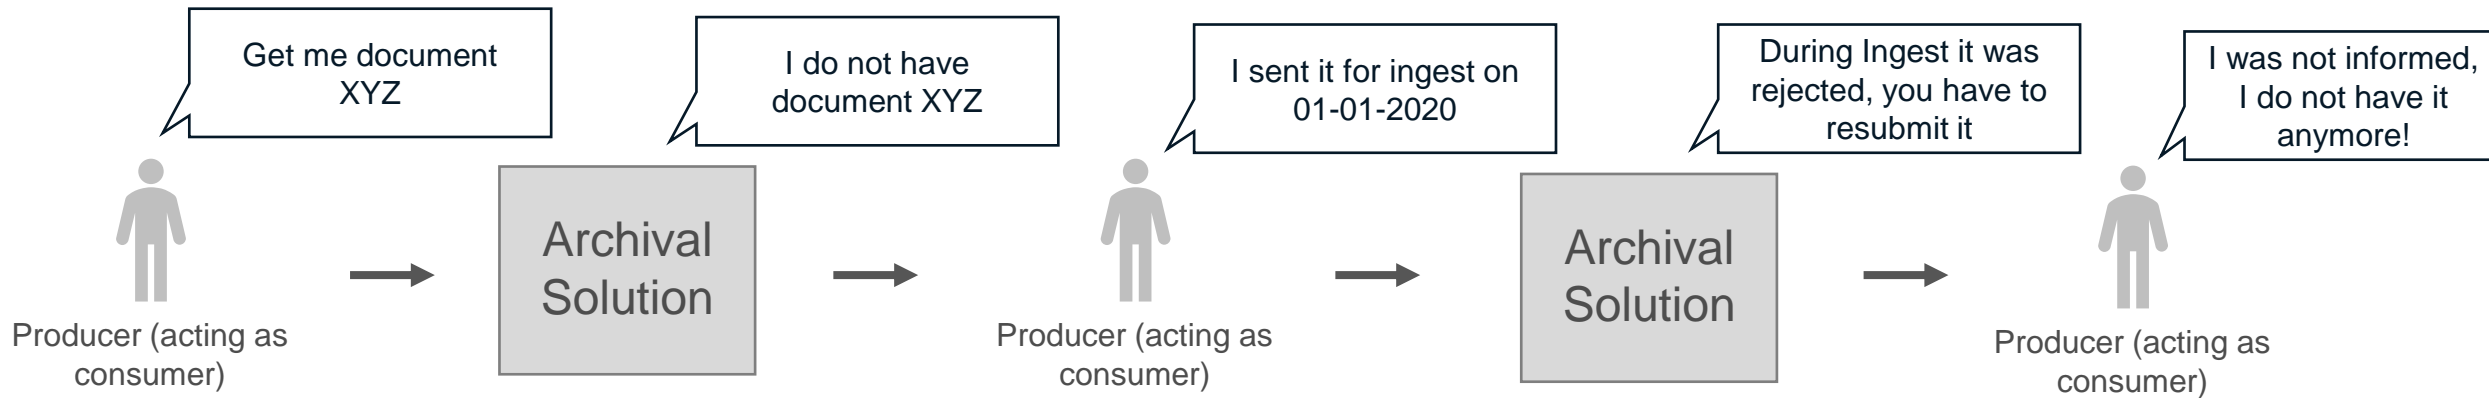 Get me document
XYZ
I do not have
document XYZ
I sent it for ingest on
01-01-2020
During Ingest it was
rejected, you have to
resubmit it
I was not informed,
I do not have it
anymore!
Producer (acting as
consumer)
Archival
Solution
Producer (acting as
consumer)
Archival
Solution
Producer (acting as
consumer)